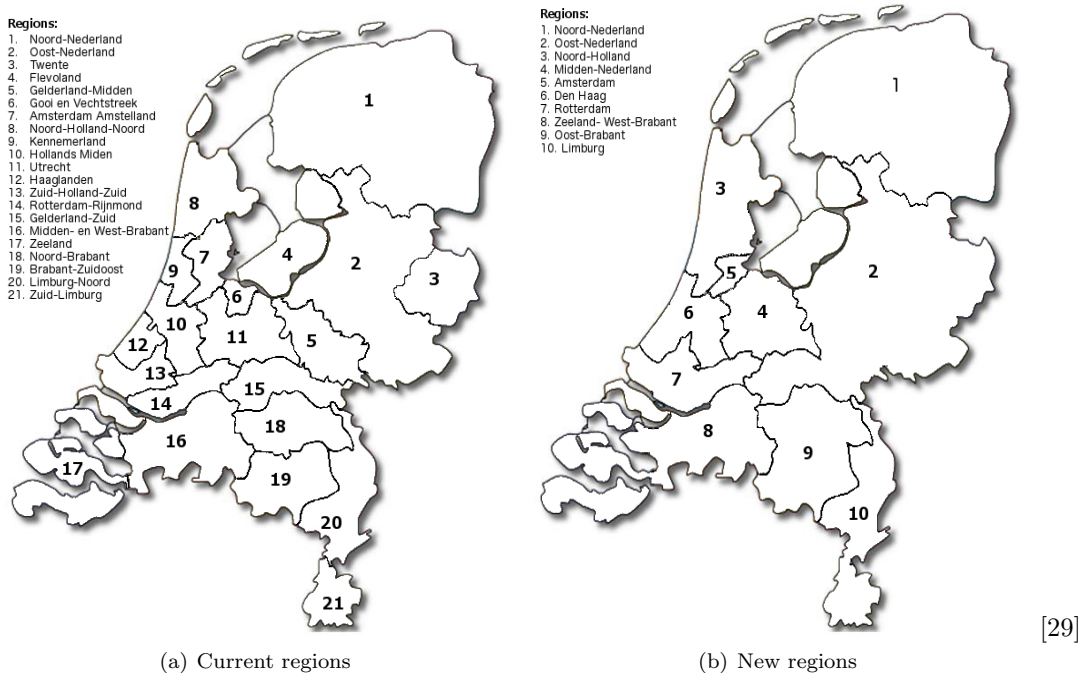 Regions:
1. Noord-Nederland
2. Oost-Nederland
3. Twente
4. Flevoland
5. Gelderland-Midden
6. Gooi en Vechtstreek
7. Amsterdam Amstelland
8. Noord-Holland-Noord
9. Kennemerland
10. Hollands Miden
11. Utrecht
12. Haaglanden
13. Zuid-Holland-Zuid
14. Rotterdam-Rijnmond
15. Gelderland-Zuid
16. Midden- en West-Brabant
17. Zeeland
18. Noord-Brabant
19. Brabant-Zuidoost
20. Limburg-Noord
21. Zuid-Limburg
1
8
7
4
2
3
9
6
10
11
5
12
13
15
14
18
16
17
19
20
21
(a) Current regions
Regions:
1. Noord-Nederland
2. Oost-Nederland
3. Noord-Holland
4. Midden-Nederland
5. Amsterdam
6. Den Haag
7. Rotterdam
8. Zeeland- West-Brabant
9. Oost-Brabant
10. Limburg
1
3
5
2
6
4
7
8
9
10
(b) New regions
[29]